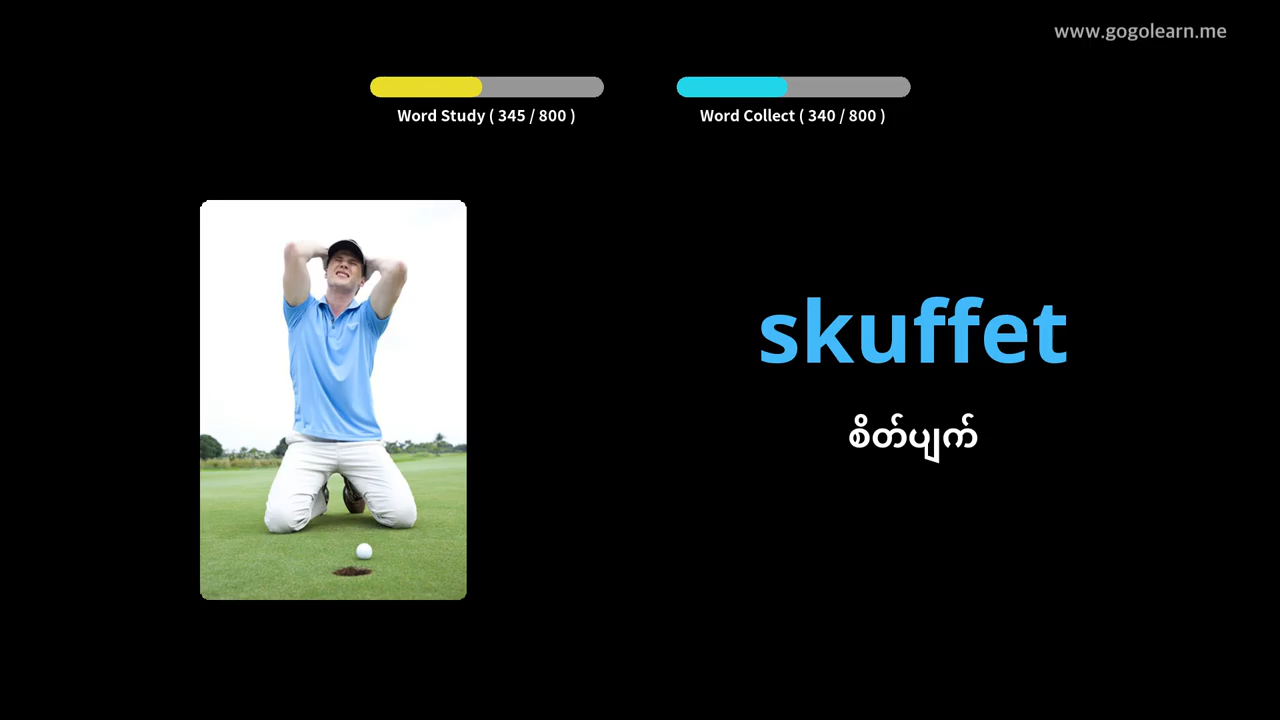 www.gogolearn.me
Word Study ( 345 / 800 )
Word Collect ( 340 / 800 )
skuffet
စိတ်ပျက်